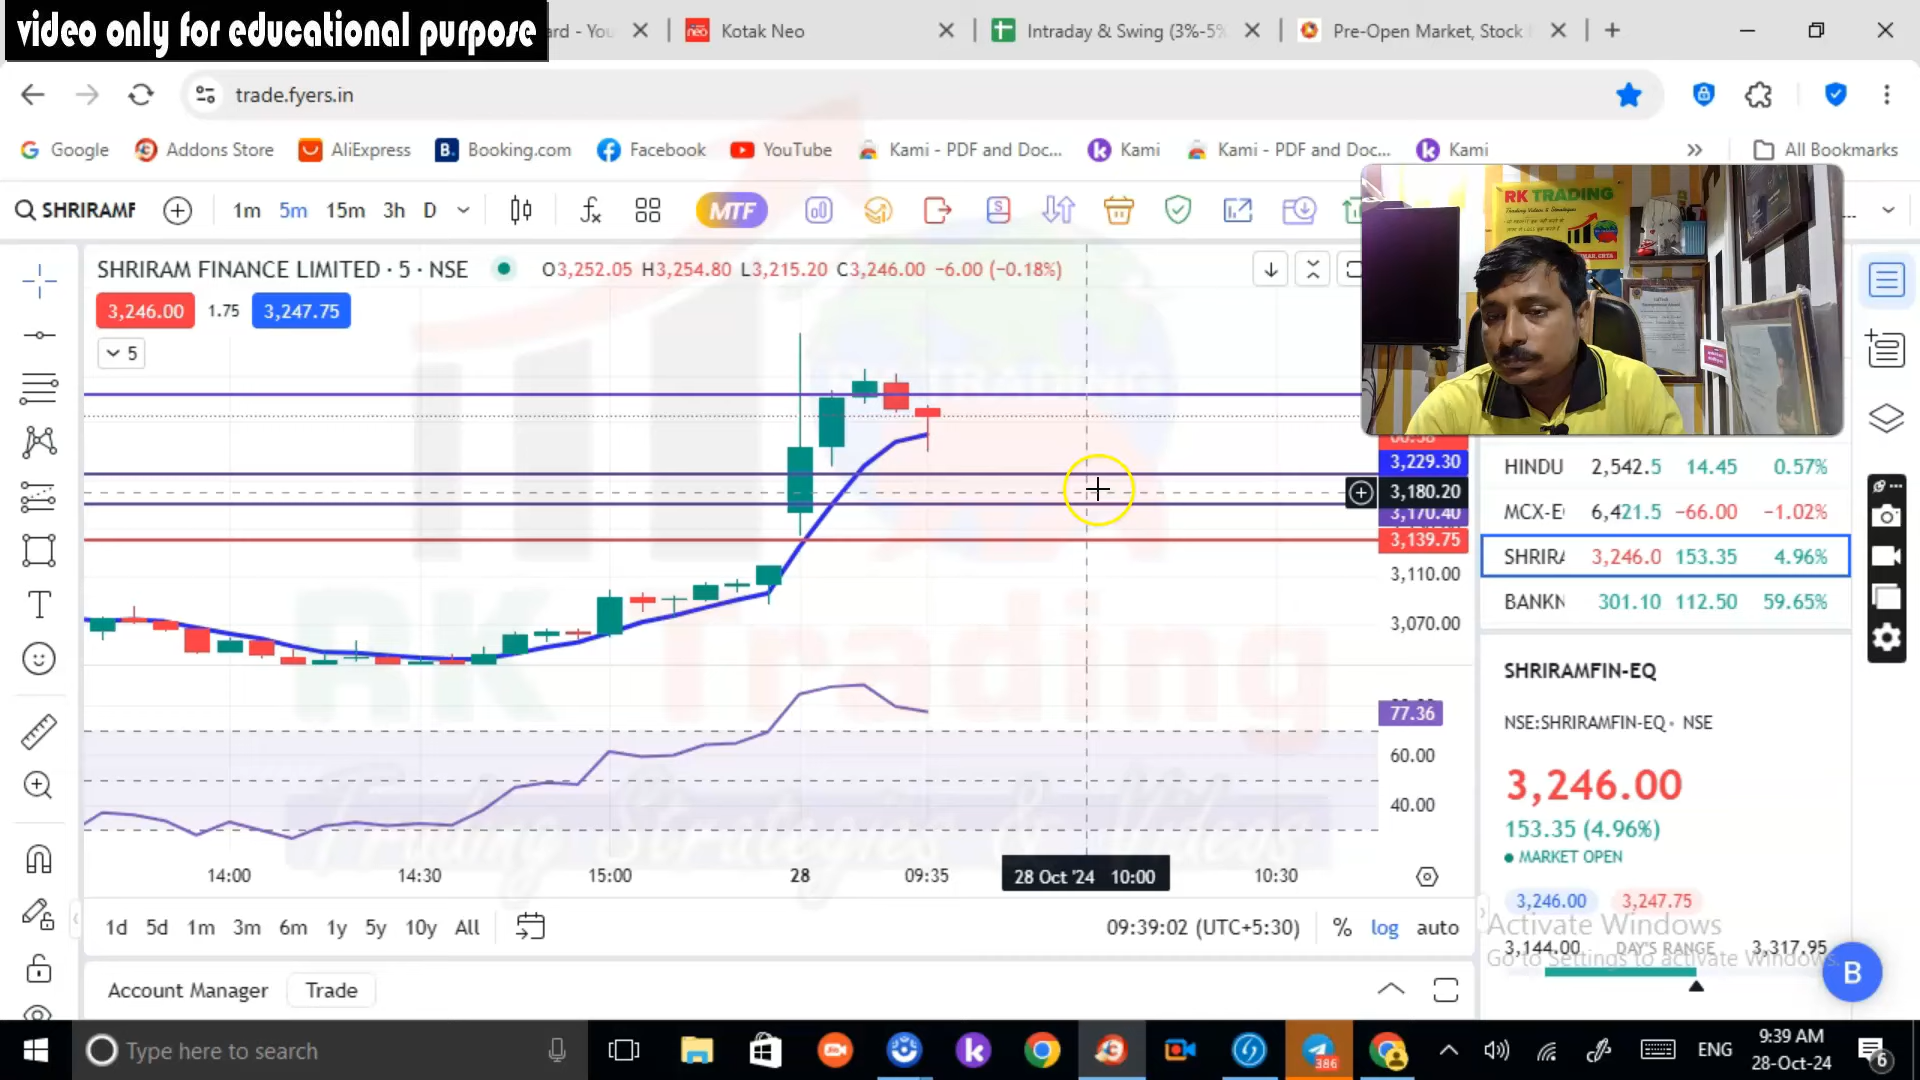 video only for educational purpose
ard - You
Kotak Neo
Intraday & Swing (3%-5%
Pre-Open Market, Stock
trade.fyers.in
Google
Addons Store
AliExpress
Booking.com
Facebook
YouTube
Kami - PDF and Doc...
Kami
Kami - PDF and Doc...
Kami
»
All Bookmarks
SHRIRAMF
1m 5m 15m 3h D
MTF
RK TRADING
SHRIRAM FINANCE LIMITED · 5 · NSE
O3,252.05 H3,254.80 L3,215.20 C3,246.00 −6.00 (−0.18%)
3,246.00 1.75 3,247.75
5
3,229.30
3,180.20
3,170.40
3,139.75
3,110.00
3,070.00
RK Trading
Trading Strategies & Videos
77.36
60.00
40.00
14:00 14:30 15:00 28 09:35 28 Oct '24 10:00 10:30
1d 5d 1m 3m 6m 1y 5y 10y All
09:39:02 (UTC+5:30) % log auto
Account Manager Trade
HINDU 2,542.5 14.45 0.57%
MCX-E 6,421.5 −66.00 −1.02%
SHRIRA 3,246.0 153.35 4.96%
BANKN 301.10 112.50 59.65%
SHRIRAMFIN-EQ
NSE:SHRIRAMFIN-EQ • NSE
3,246.00
153.35 (4.96%)
MARKET OPEN
3,246.00 3,247.75
Activate Windows
3,144.00 DAY'S RANGE 3,317.95
Go to Settings to activate Windows.
B
Type here to search
386
ENG
9:39 AM
28-Oct-24
6